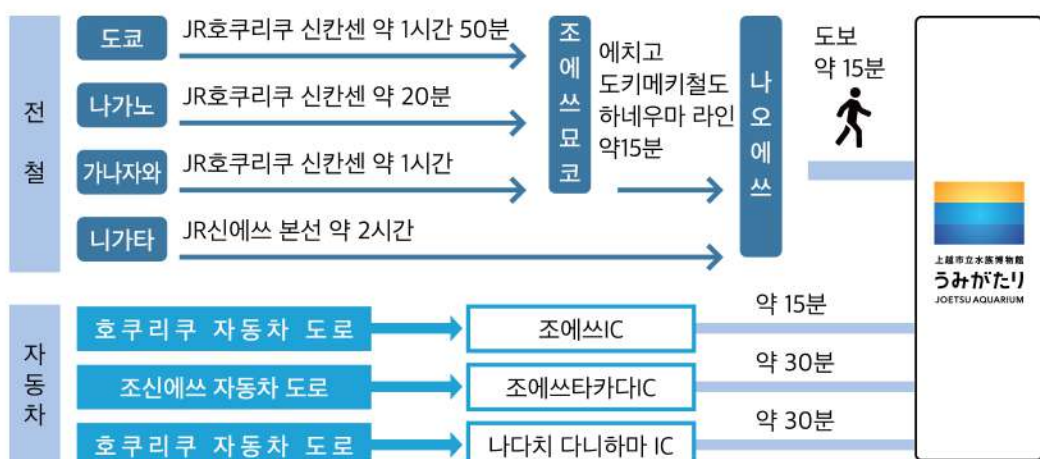 전철
도쿄
JR호쿠리쿠 신칸센 약 1시간 50분
나가노
JR호쿠리쿠 신칸센 약 20분
가나자와
JR호쿠리쿠 신칸센 약 1시간
니가타
JR신에쓰 본선 약 2시간
조에쓰묘코
에치고
도키메키철도
하네우마 라인
약15분
나오에쓰
도보
약 15분
자동차
호쿠리쿠 자동차 도로
조에쓰IC
약 15분
조신에쓰 자동차 도로
조에쓰타카다IC
약 30분
호쿠리쿠 자동차 도로
나다치 다니하마 IC
약 30분
上越市立水族博物館
うみがたり
JOETSU AQUARIUM